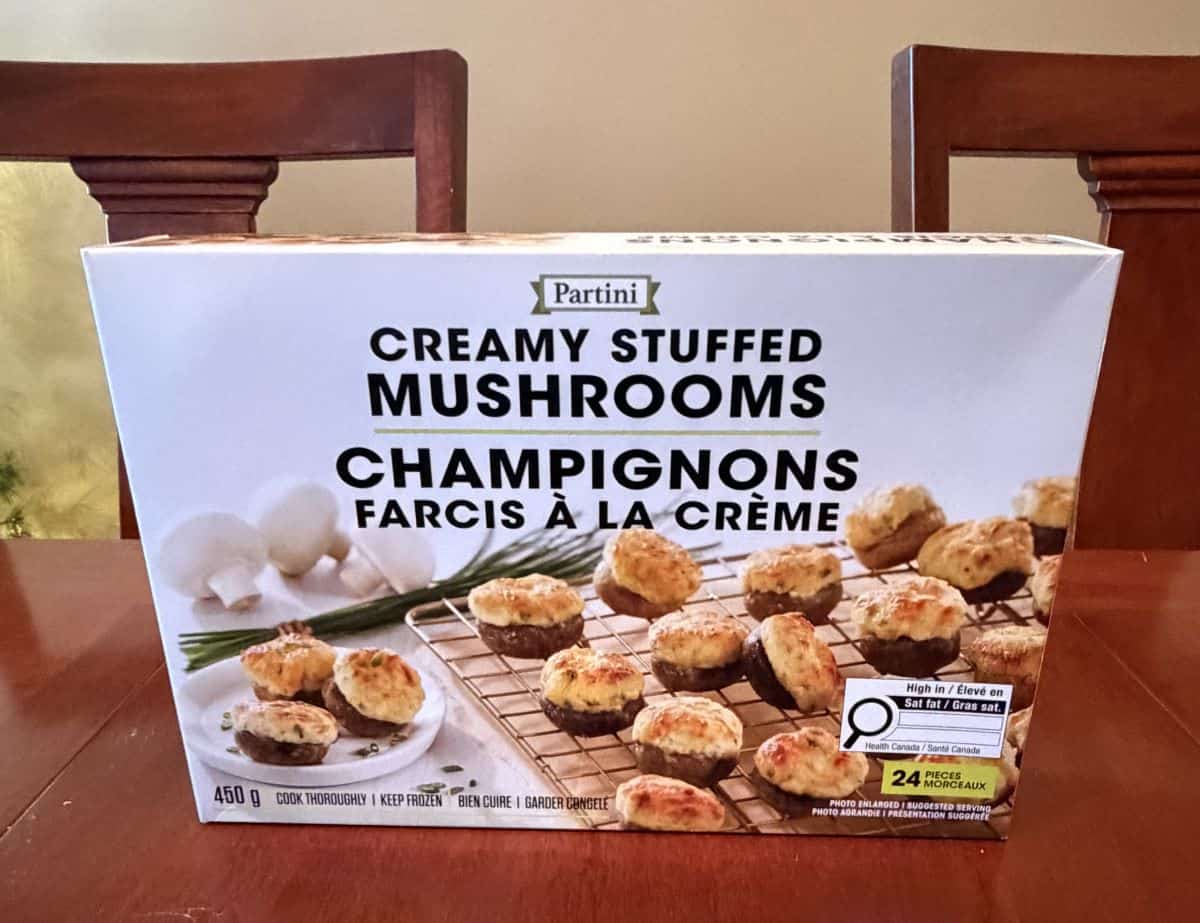 CHAMPIGNONS
Partini
CREAMY STUFFED
MUSHROOMS
CHAMPIGNONS
FARCIS À LA CRÈME
High in / Élevé en
Sat fat / Gras sat.
Health Canada / Santé Canada
24 PIECES
MORCEAUX
450 g COOK THOROUGHLY | KEEP FROZEN | BIEN CUIRE | GARDER CONGELÉ
PHOTO ENLARGED | SUGGESTED SERVING
PHOTO AGRANDIE | PRÉSENTATION SUGGÉRÉE